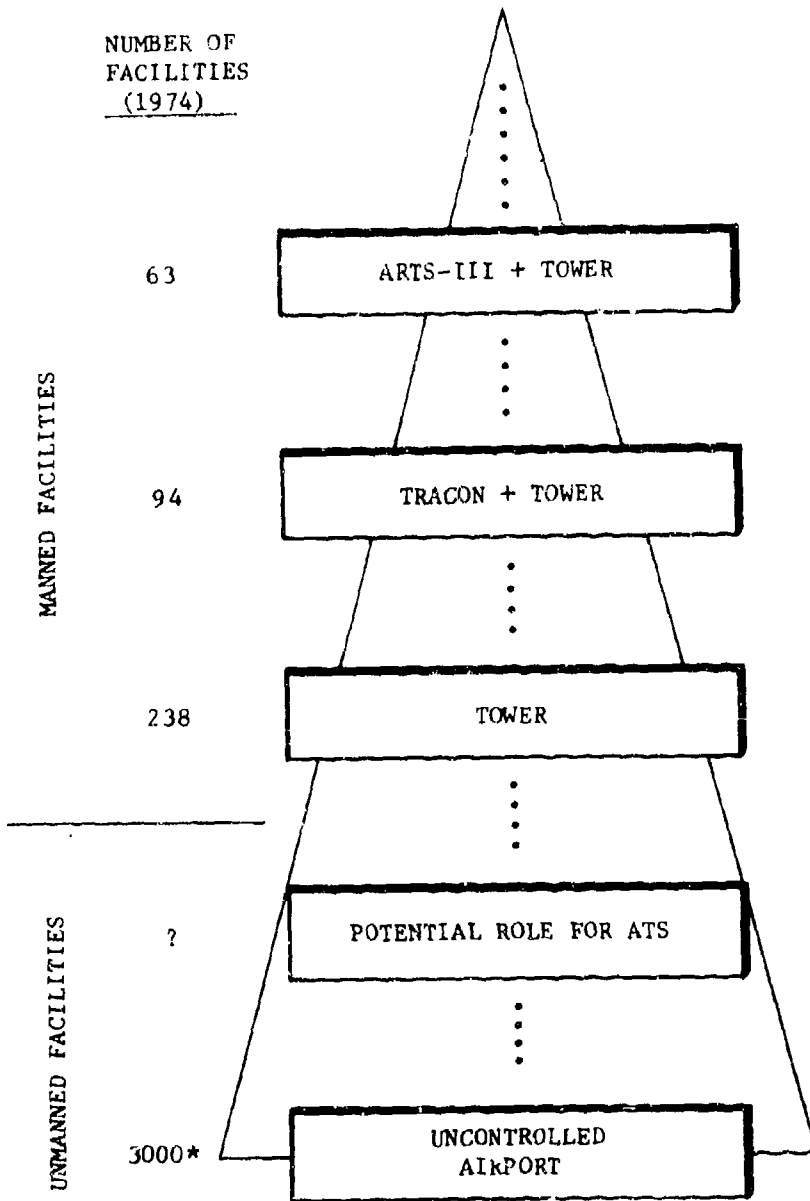 NUMBER OF
FACILITIES
(1974)
63
ARTS-III + TOWER
MANNED FACILITIES
94
TRACON + TOWER
238
TOWER
UNMANNED FACILITIES
?
POTENTIAL ROLE FOR ATS
3000*
UNCONTROLLED
AIRPORT